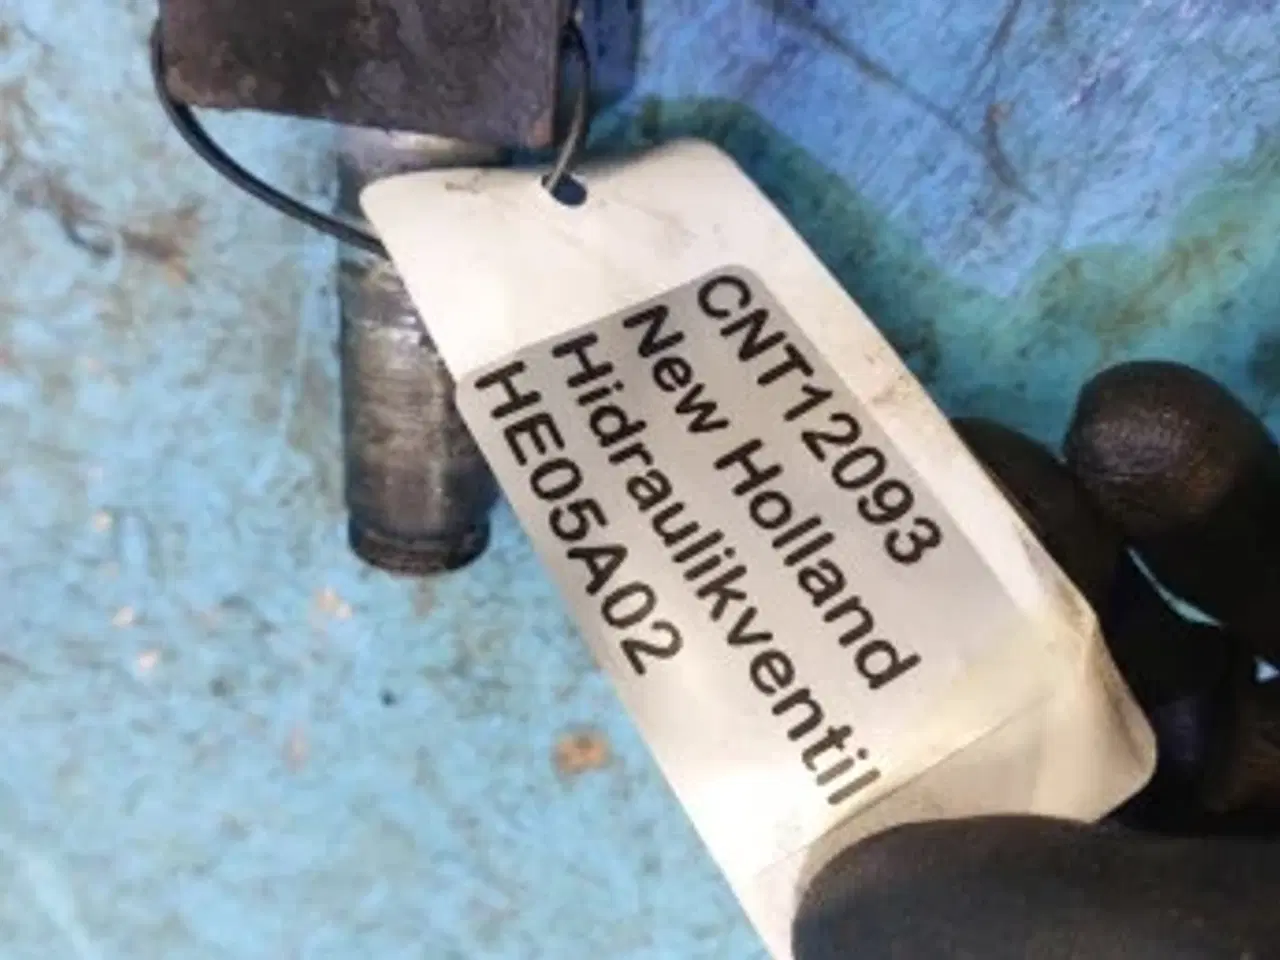 CNT12093
New Holland
Hidraulikventil
HE05A02